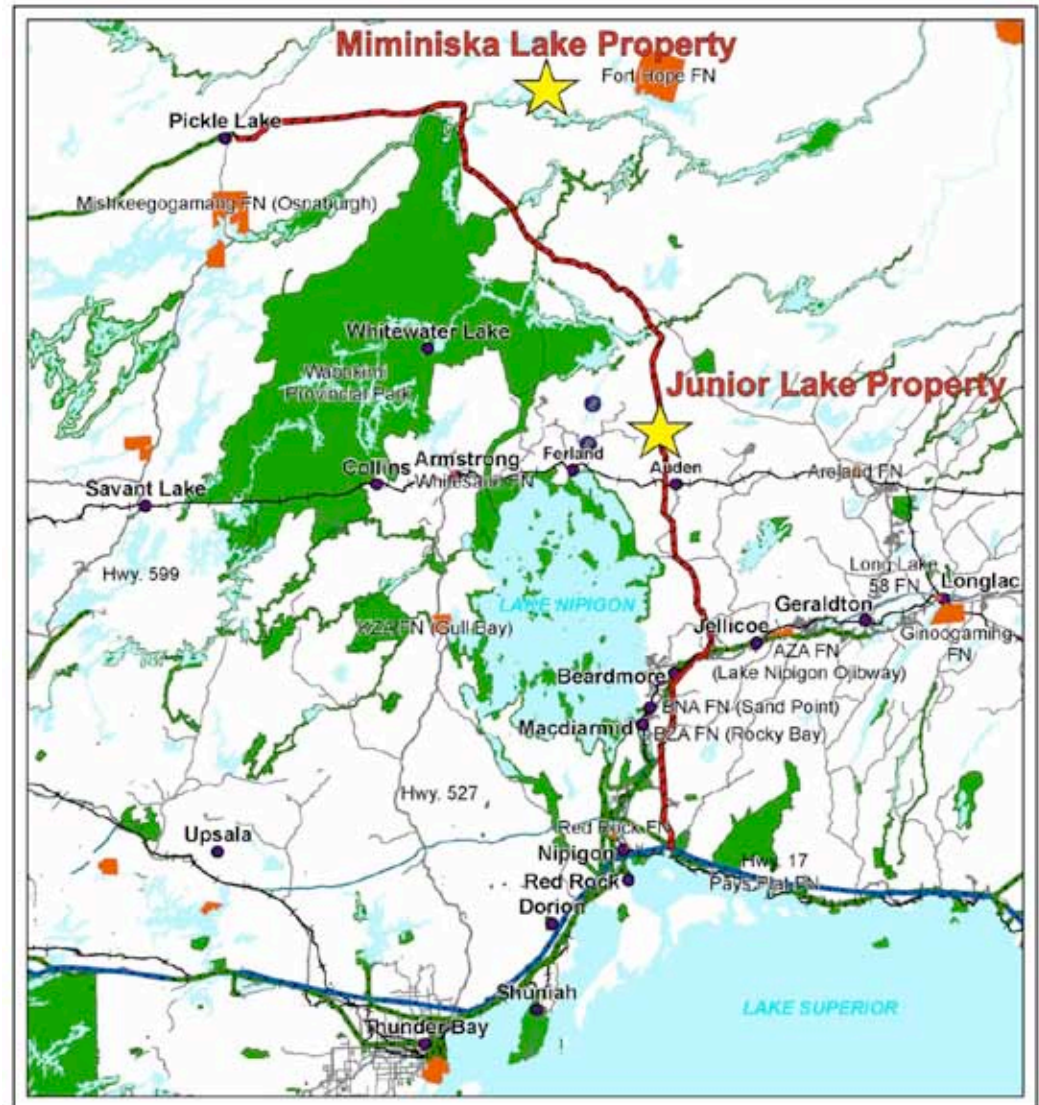 Miminiska Lake Property
Fort Hope FN
Pickle Lake
Mishkeegogamang FN (Osnaburgh)
Whitewater Lake
Wabakimi
Provincial Park
Junior Lake Property
Ferland
Armstrong
Collins
Whitesand FN
Auden
Aroland FN
Savant Lake
Hwy. 599
Long Lake
58 FN
Longlac
LAKE NIPIGON
Geraldton
KZA FN (Gull Bay)
Jellicoe
Ginoogaming
FN
AZA FN
(Lake Nipigon Ojibway)
Beardmore
BNA FN (Sand Point)
Macdiarmid
BZA FN (Rocky Bay)
Hwy. 527
Red Rock FN
Upsala
Nipigon
Hwy. 17
Pays Plat FN
Red Rock
Dorion
Shuniah
LAKE SUPERIOR
Thunder Bay